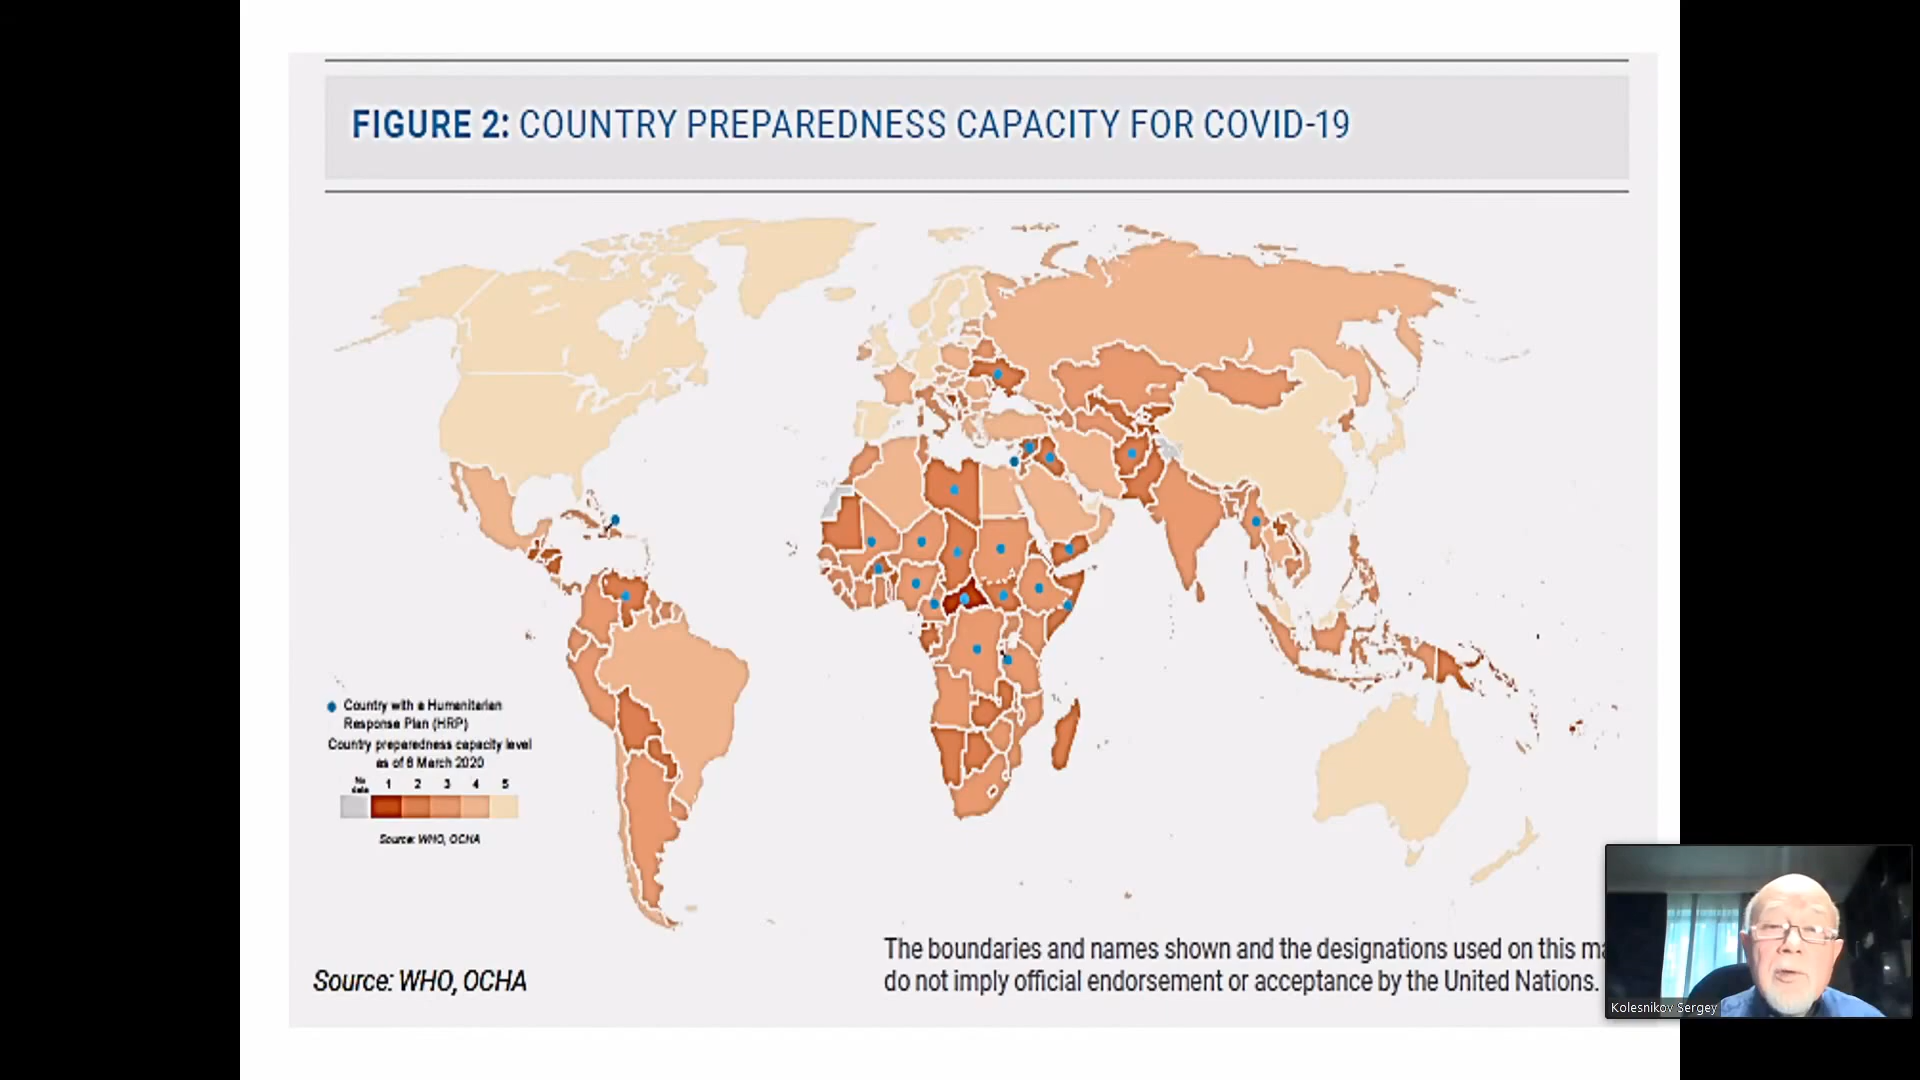 FIGURE 2: COUNTRY PREPAREDNESS CAPACITY FOR COVID-19
Country with a Humanitarian
Response Plan (HRP)
Country preparedness capacity level
as of 8 March 2020
No
data
1 2 3 4 5
Source: WHO, OCHA
Source: WHO, OCHA
The boundaries and names shown and the designations used on this
do not imply official endorsement or acceptance by the United Nations.
Kolesnikov Sergey